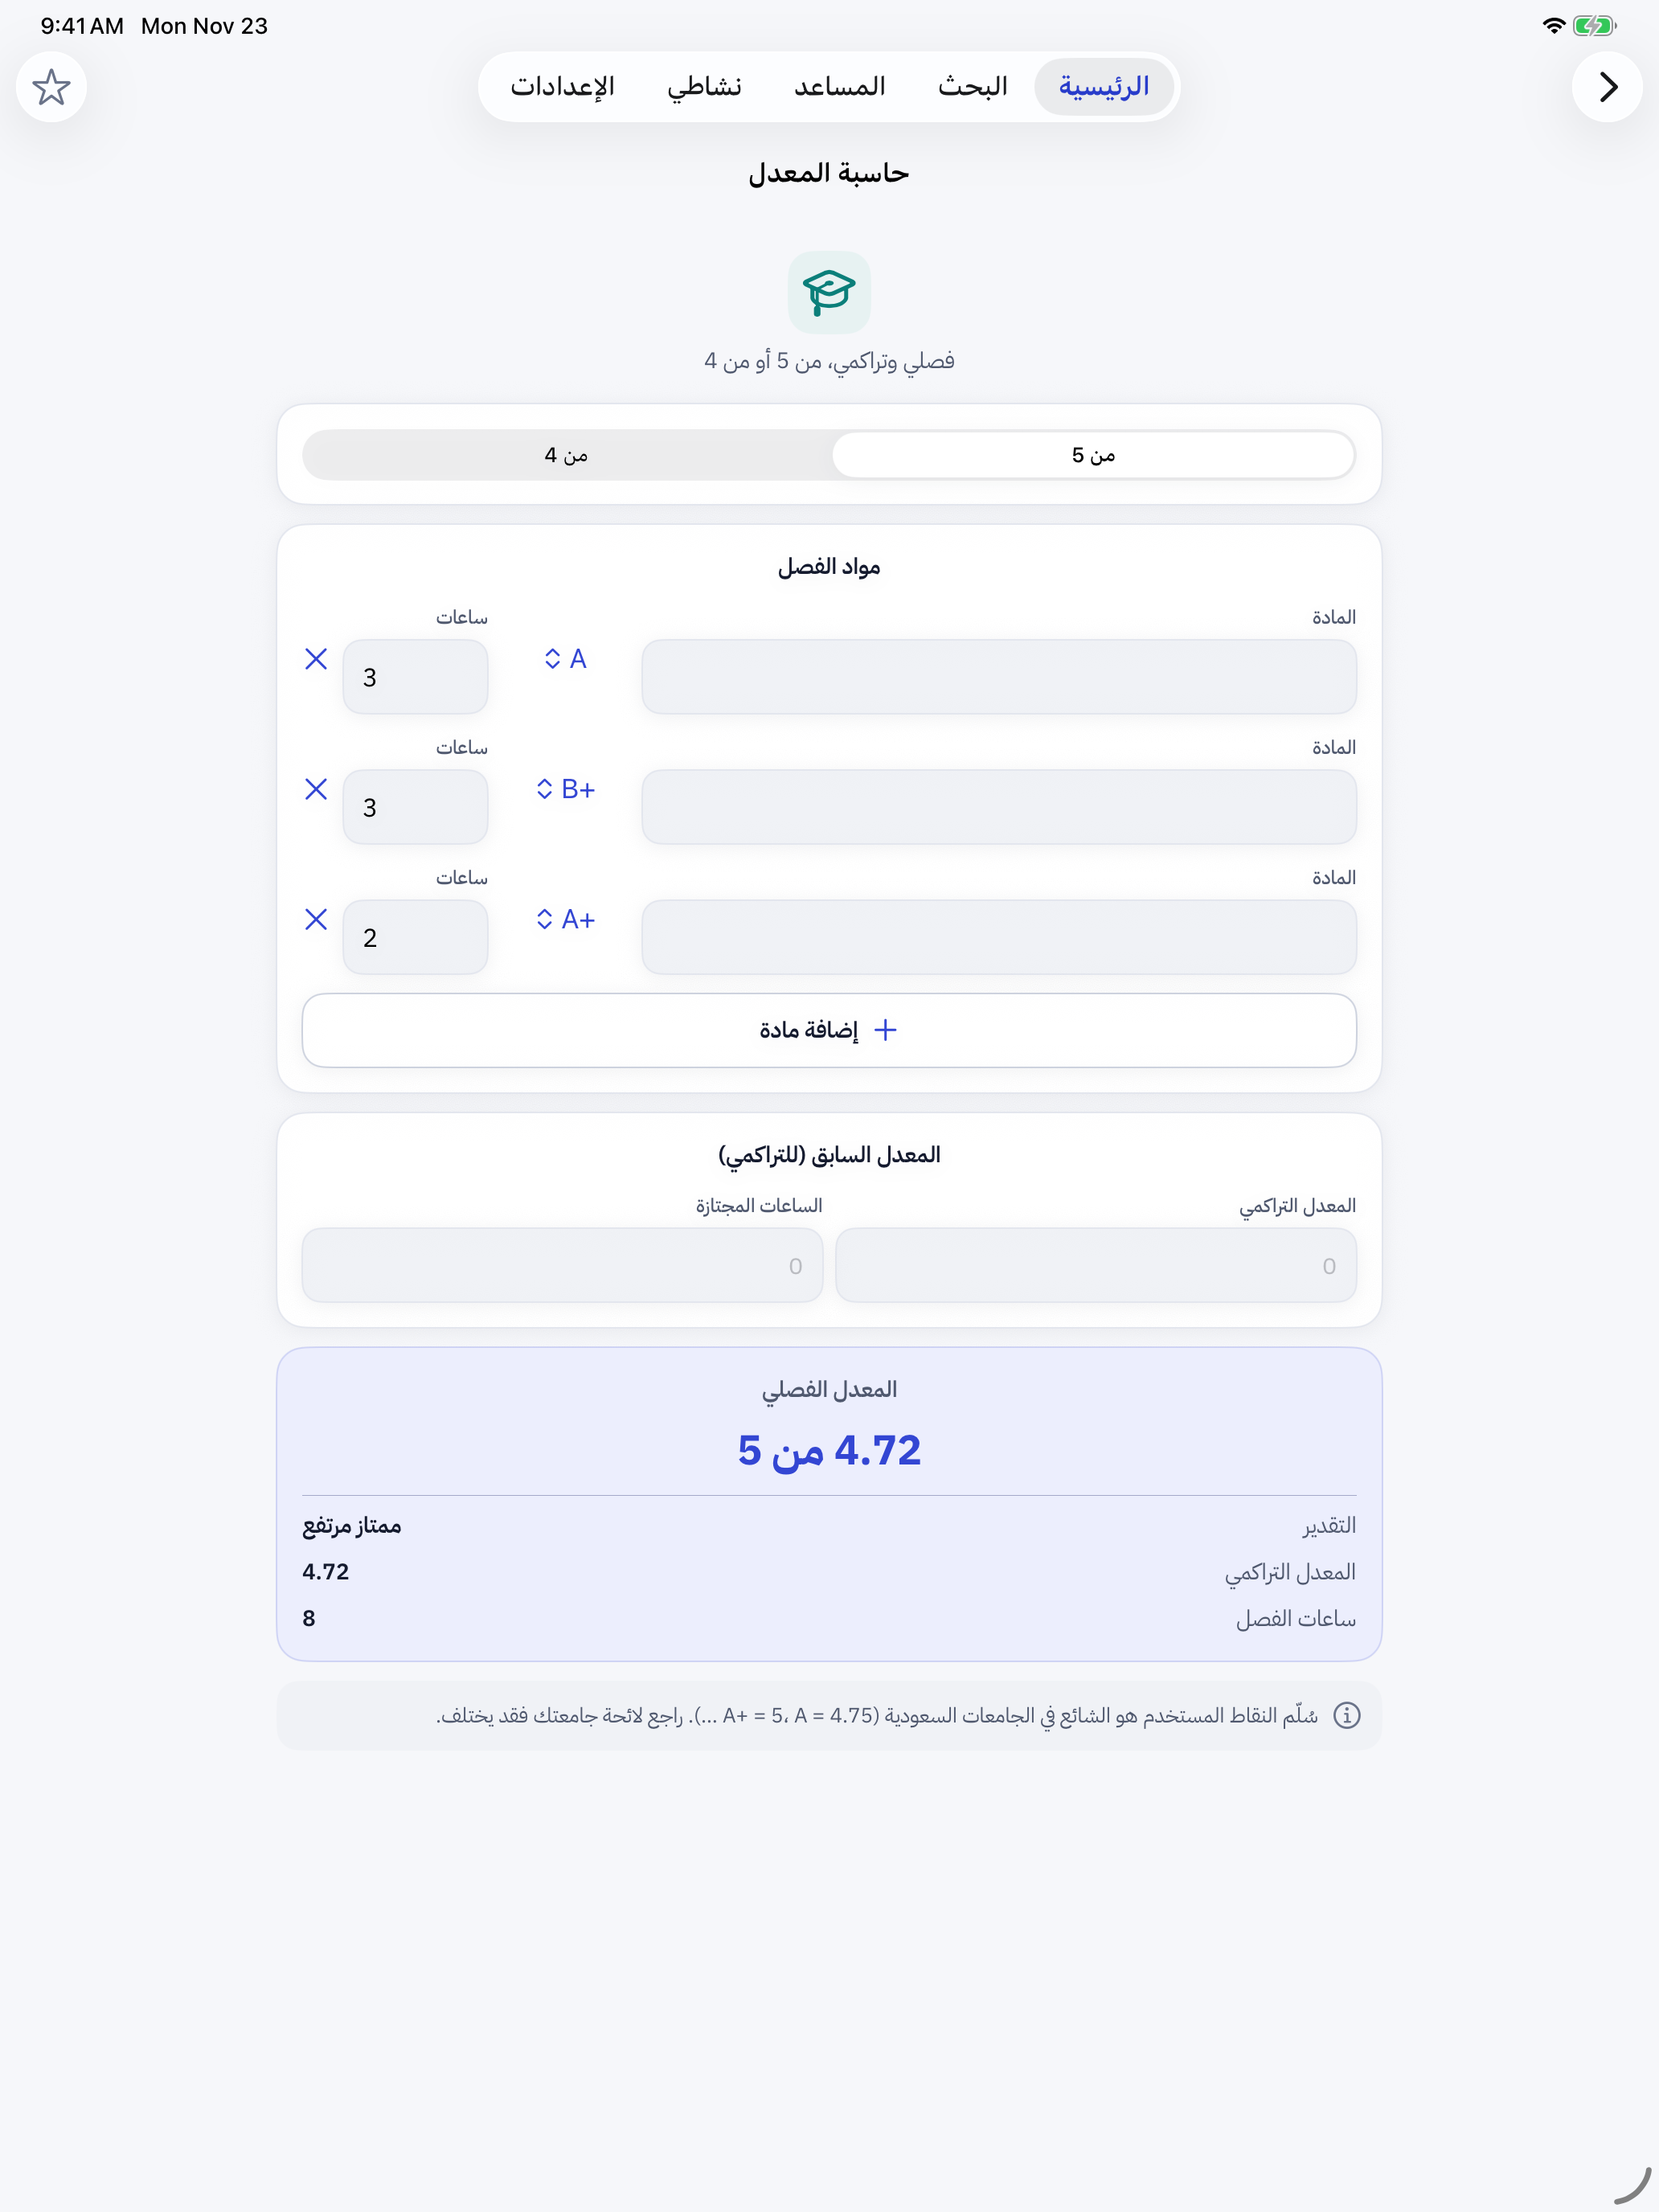 9:41 AM Mon Nov 23
الرئيسية البحث المساعد نشاطي الإعدادات
حاسبة المعدل
فصلي وتراكمي، من 5 أو من 4
من 5 من 4
مواد الفصل
المادة ساعات
A 3
المادة ساعات
B+ 3
المادة ساعات
A+ 2
إضافة مادة
المعدل السابق (للتراكمي)
المعدل التراكمي الساعات المجتازة
0 0
المعدل الفصلي
4.72 من 5
التقدير ممتاز مرتفع
المعدل التراكمي 4.72
ساعات الفصل 8
سُلّم النقاط المستخدم هو الشائع في الجامعات السعودية (A+ = 5، A = 4.75 ...). راجع لائحة جامعتك فقد يختلف.